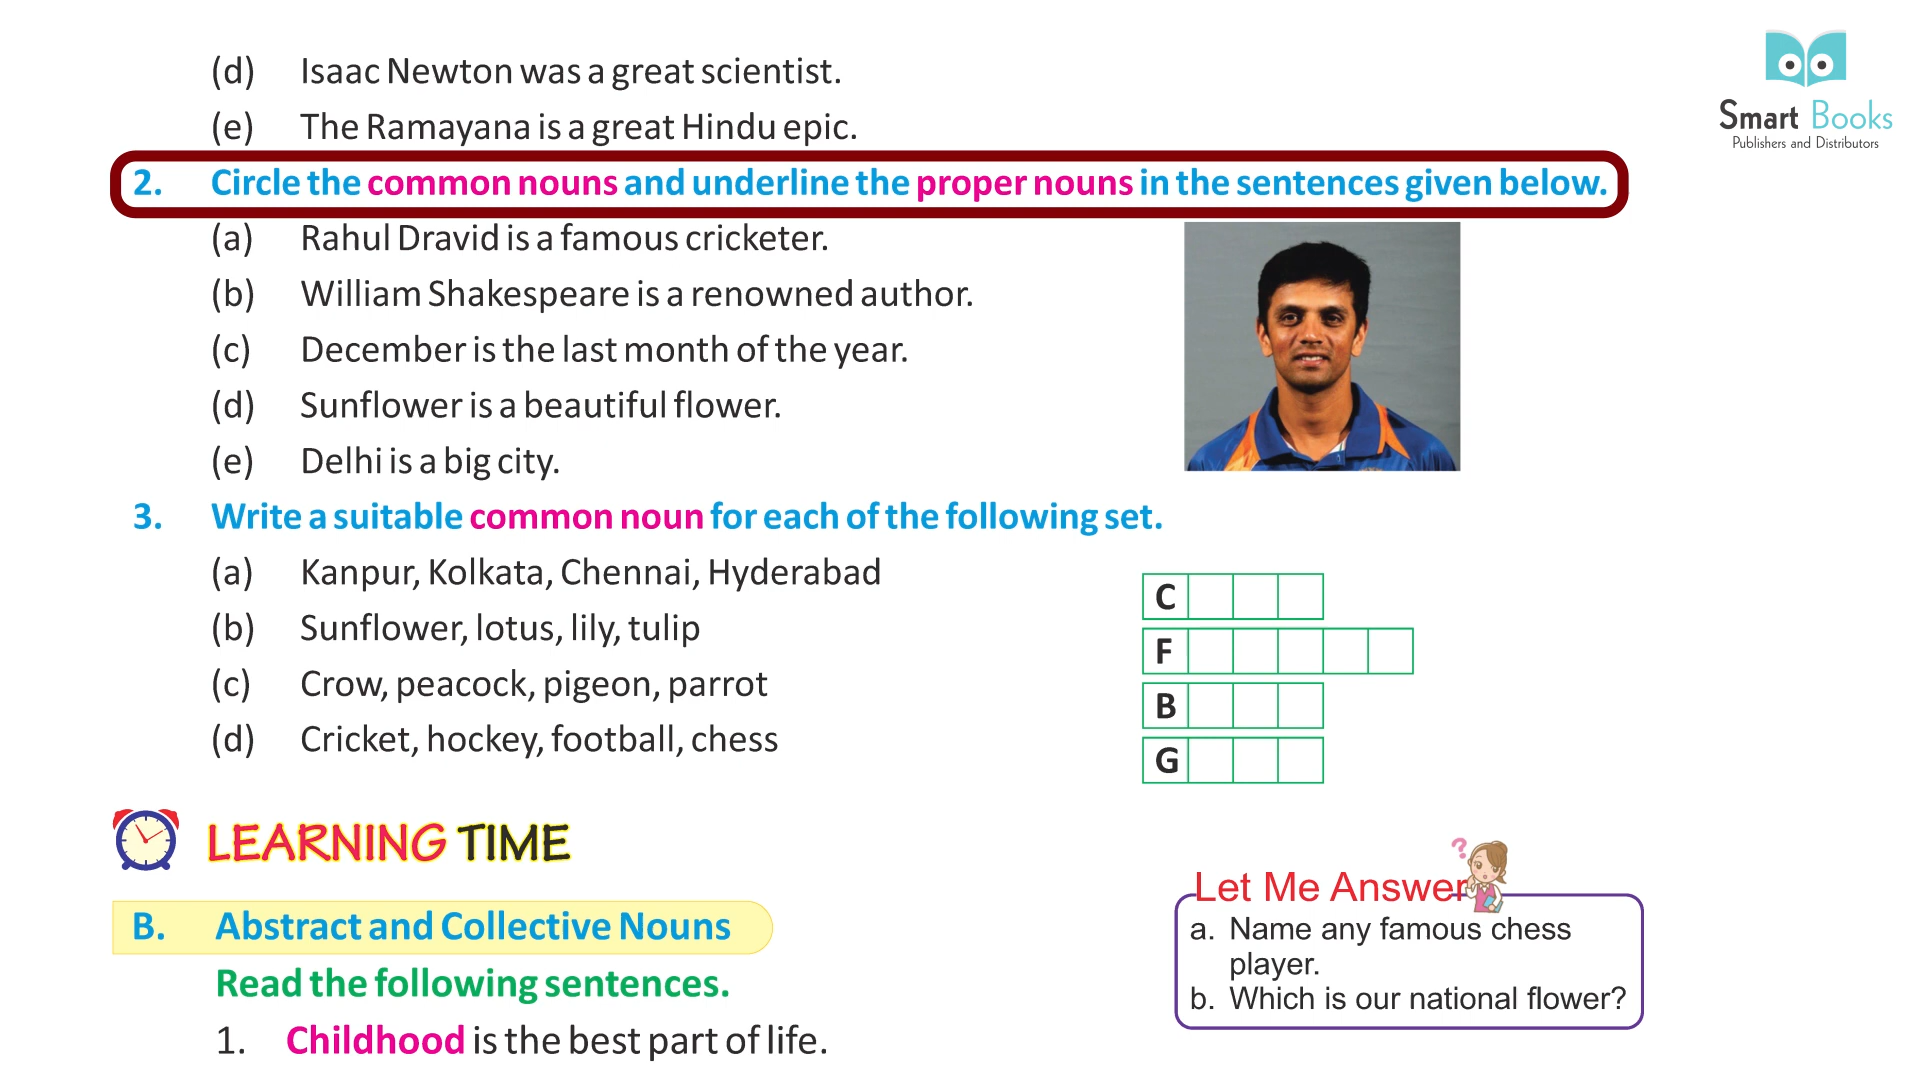 (d) Isaac Newton was a great scientist.
(e) The Ramayana is a great Hindu epic.
Smart Books
Publishers and Distributors
2. Circle the common nouns and underline the proper nouns in the sentences given below.
(a) Rahul Dravid is a famous cricketer.
(b) William Shakespeare is a renowned author.
(c) December is the last month of the year.
(d) Sunflower is a beautiful flower.
(e) Delhi is a big city.
3. Write a suitable common noun for each of the following set.
(a) Kanpur, Kolkata, Chennai, Hyderabad
C
(b) Sunflower, lotus, lily, tulip
F
(c) Crow, peacock, pigeon, parrot
B
(d) Cricket, hockey, football, chess
G
LEARNING TIME
B. Abstract and Collective Nouns
Read the following sentences.
1. Childhood is the best part of life.
?
Let Me Answer
a. Name any famous chess
player.
b. Which is our national flower?